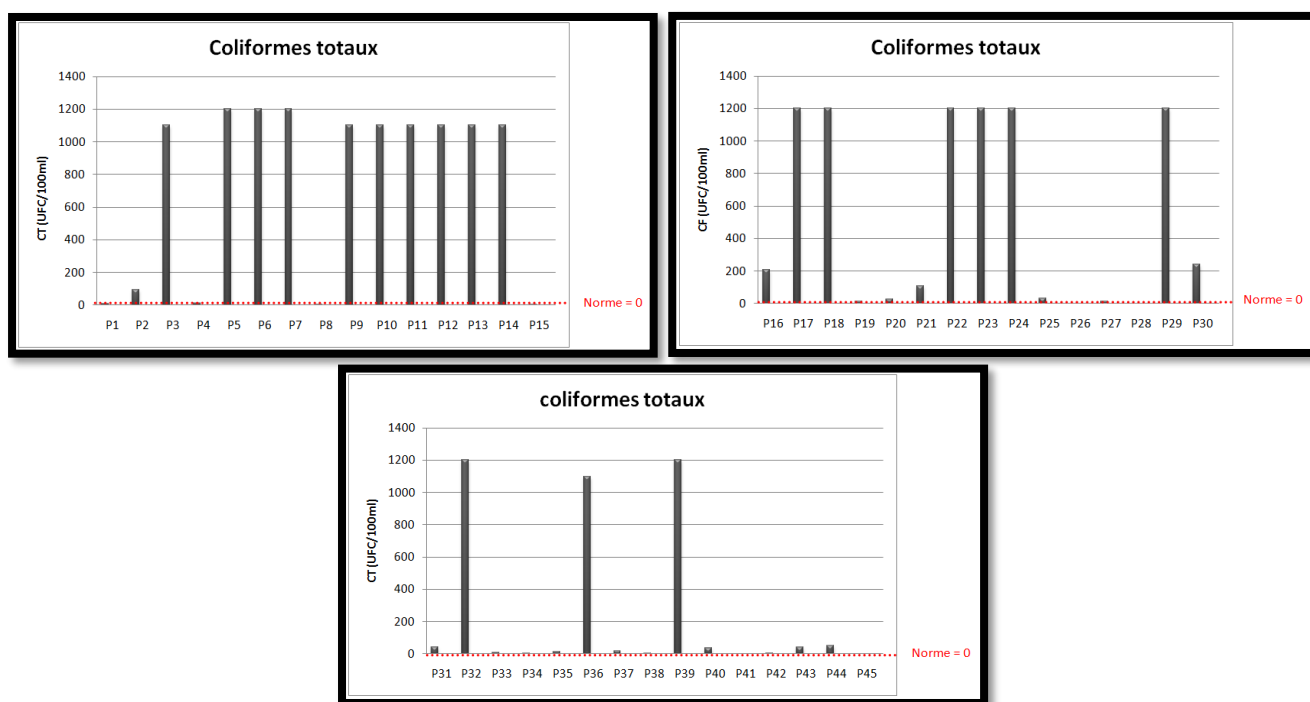 Coliformes totaux
1400
1200
1000
800
600
400
200
0
CT (UFC/100ml)
P1 P2 P3 P4 P5 P6 P7 P8 P9 P10 P11 P12 P13 P14 P15
Norme = 0
Coliformes totaux
1400
1200
1000
800
600
400
200
0
CF (UFC/100ml)
P16 P17 P18 P19 P20 P21 P22 P23 P24 P25 P26 P27 P28 P29 P30
Norme = 0
coliformes totaux
1400
1200
1000
800
600
400
200
0
CT (UFC/100ml)
P31 P32 P33 P34 P35 P36 P37 P38 P39 P40 P41 P42 P43 P44 P45
Norme = 0